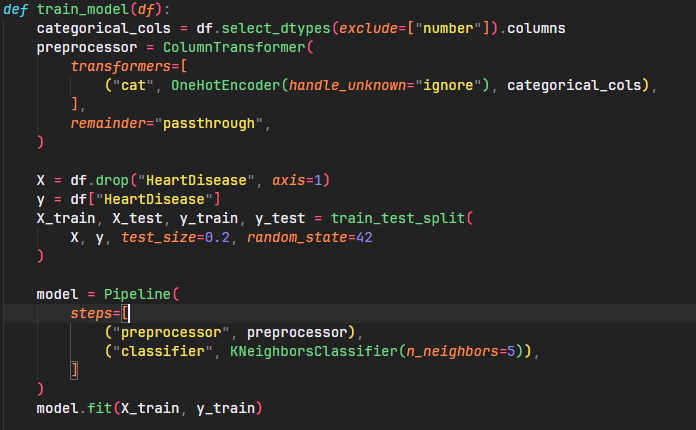 def train_model(df):
    categorical_cols = df.select_dtypes(exclude=["number"]).columns
    preprocessor = ColumnTransformer(
        transformers=[
            ("cat", OneHotEncoder(handle_unknown="ignore"), categorical_cols),
        ],
        remainder="passthrough",
    )

    X = df.drop("HeartDisease", axis=1)
    y = df["HeartDisease"]
    X_train, X_test, y_train, y_test = train_test_split(
        X, y, test_size=0.2, random_state=42
    )

    model = Pipeline(
        steps=[
            ("preprocessor", preprocessor),
            ("classifier", KNeighborsClassifier(n_neighbors=5)),
        ]
    )
    model.fit(X_train, y_train)